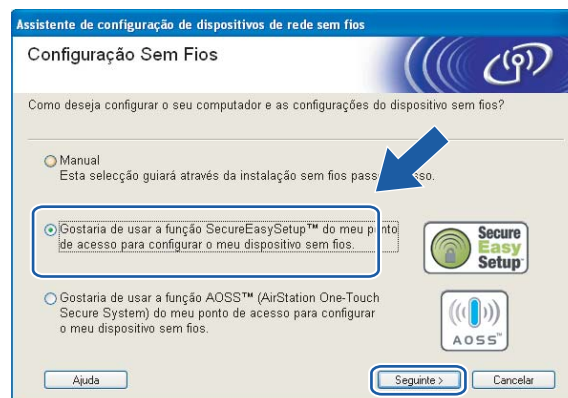 Assistente de configuração de dispositivos de rede sem fios
Configuração Sem Fios
Como deseja configurar o seu computador e as configurações do dispositivo sem fios?
Manual
Esta selecção guiará através da instalação sem fios
Gostaria de usar a função SecureEasySetup™ do meu ponto
de acesso para configurar o meu dispositivo sem fios.
Secure
Easy
Setup
Gostaria de usar a função AOSS™ (AirStation One-Touch
Secure System) do meu ponto de acesso para configurar
o meu dispositivo sem fios.
AOSS™
Ajuda
Seguinte >
Cancelar